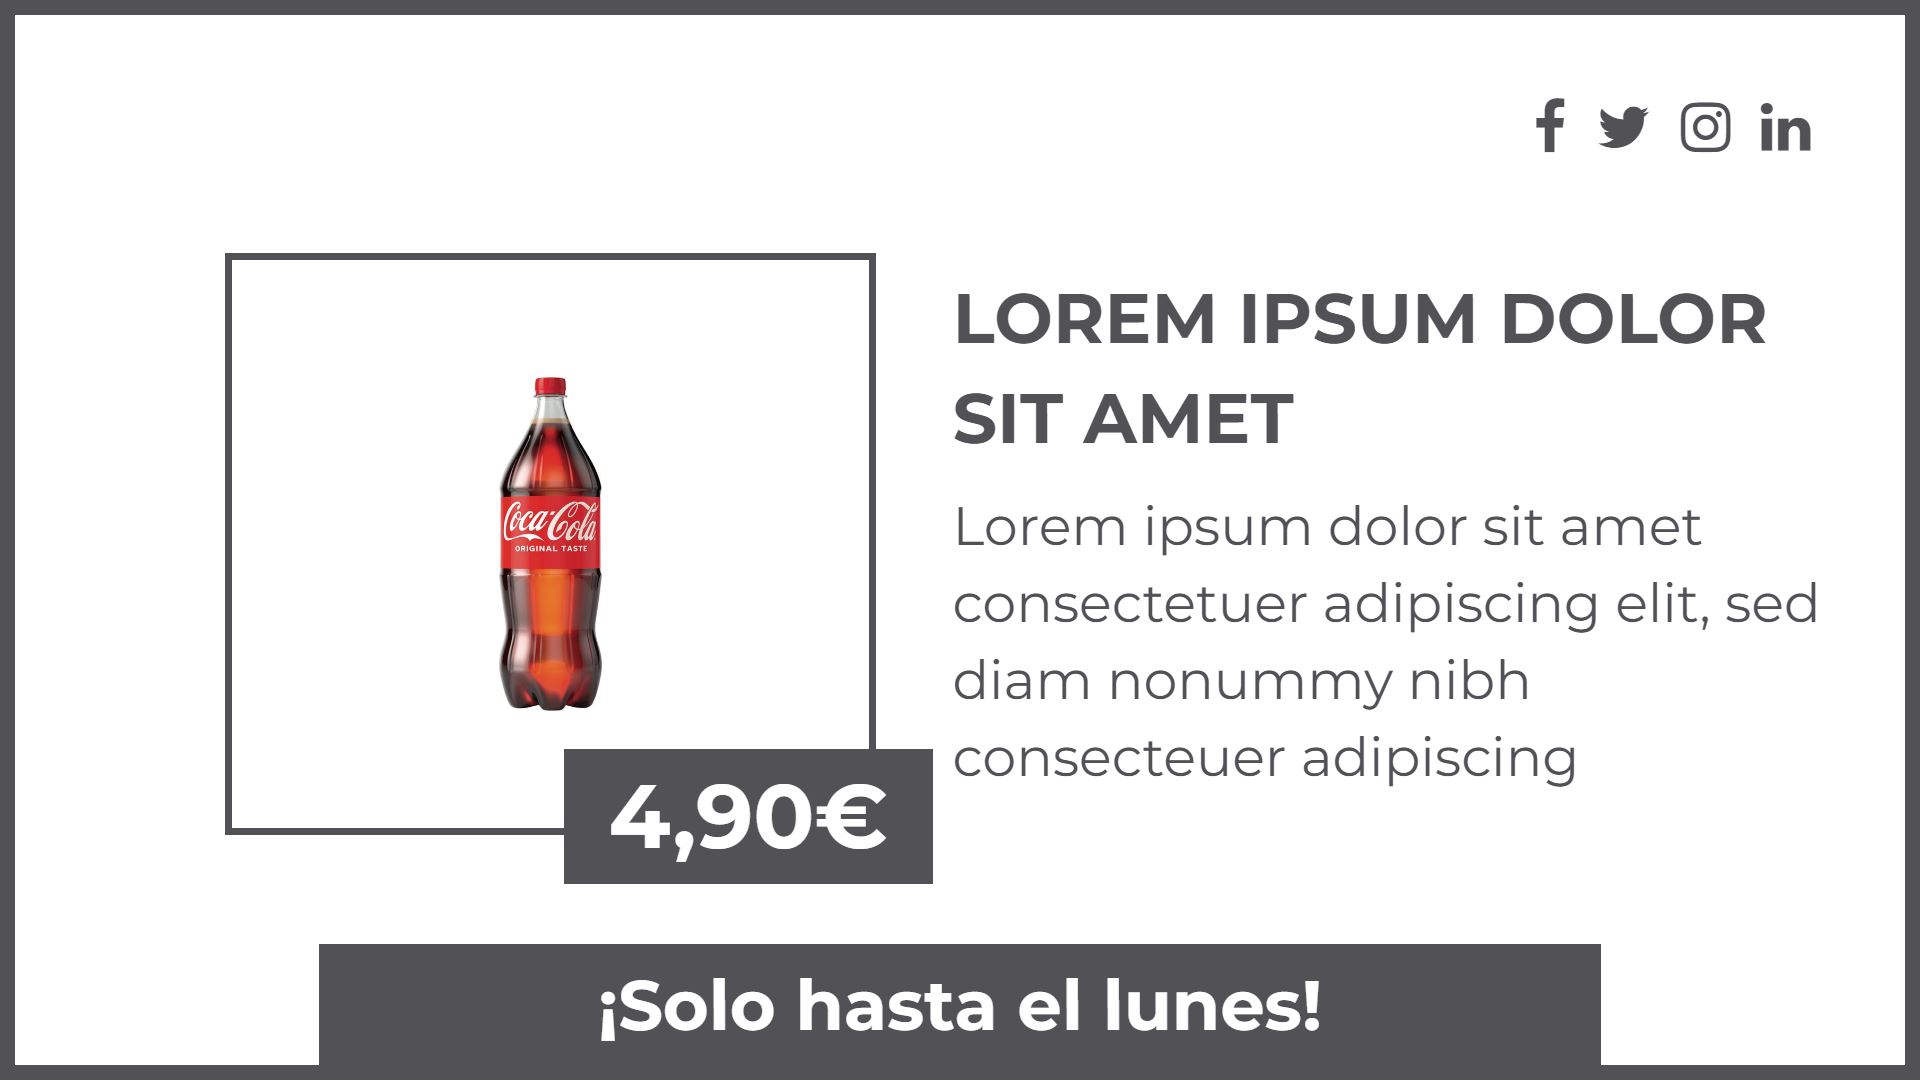 LOREM IPSUM DOLOR
SIT AMET
Lorem ipsum dolor sit amet
consectetuer adipiscing elit, sed
diam nonummy nibh
consecteuer adipiscing
Coca-Cola
ORIGINAL TASTE
4,90€
¡Solo hasta el lunes!